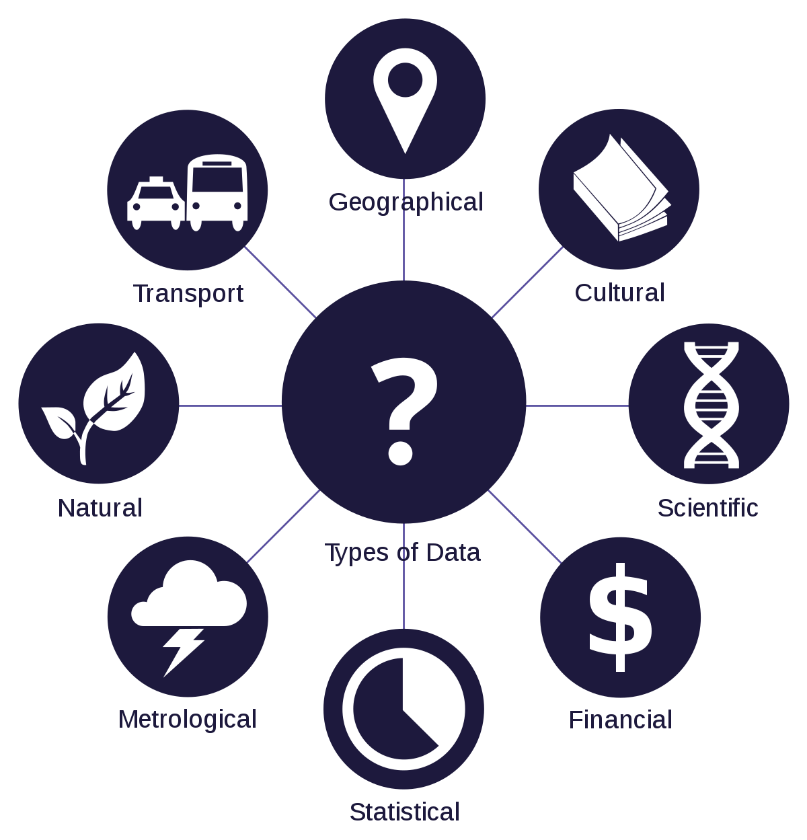 Geographical
Transport
Cultural
?
Natural
Scientific
Types of Data
$
Metrological
Financial
Statistical